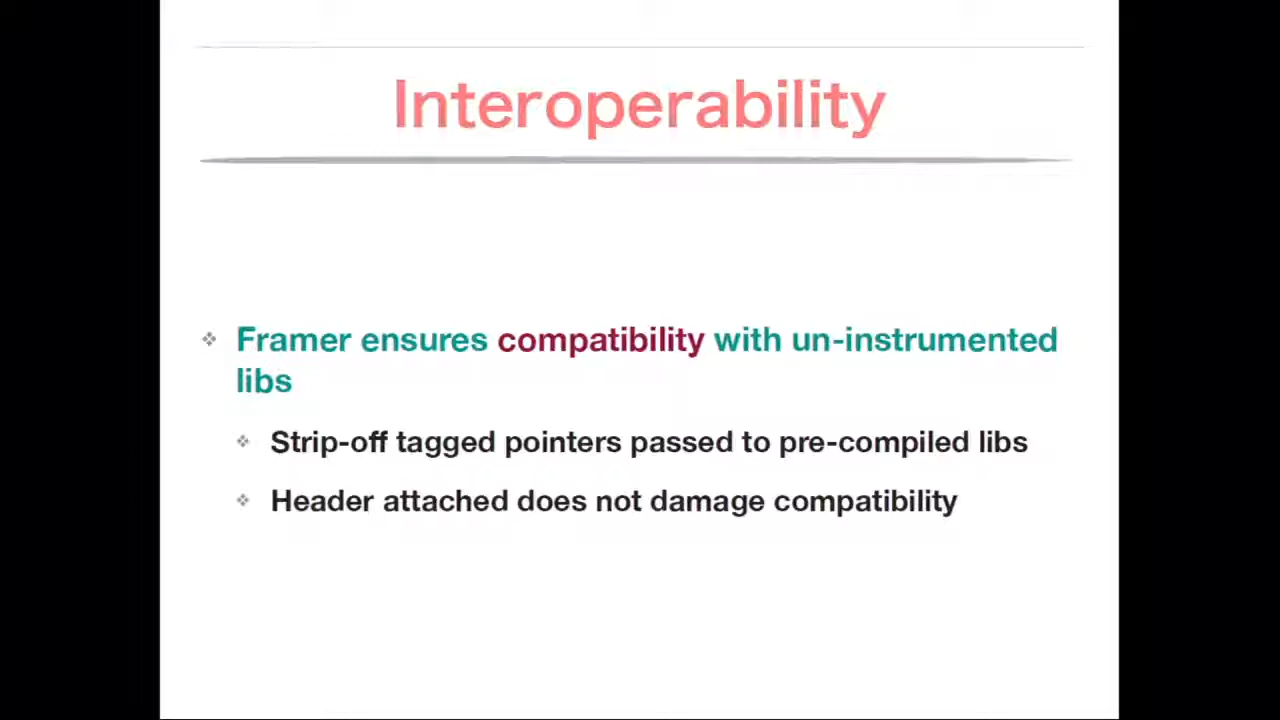 Interoperability
Framer ensures compatibility with un-instrumented
libs
Strip-off tagged pointers passed to pre-compiled libs
Header attached does not damage compatibility